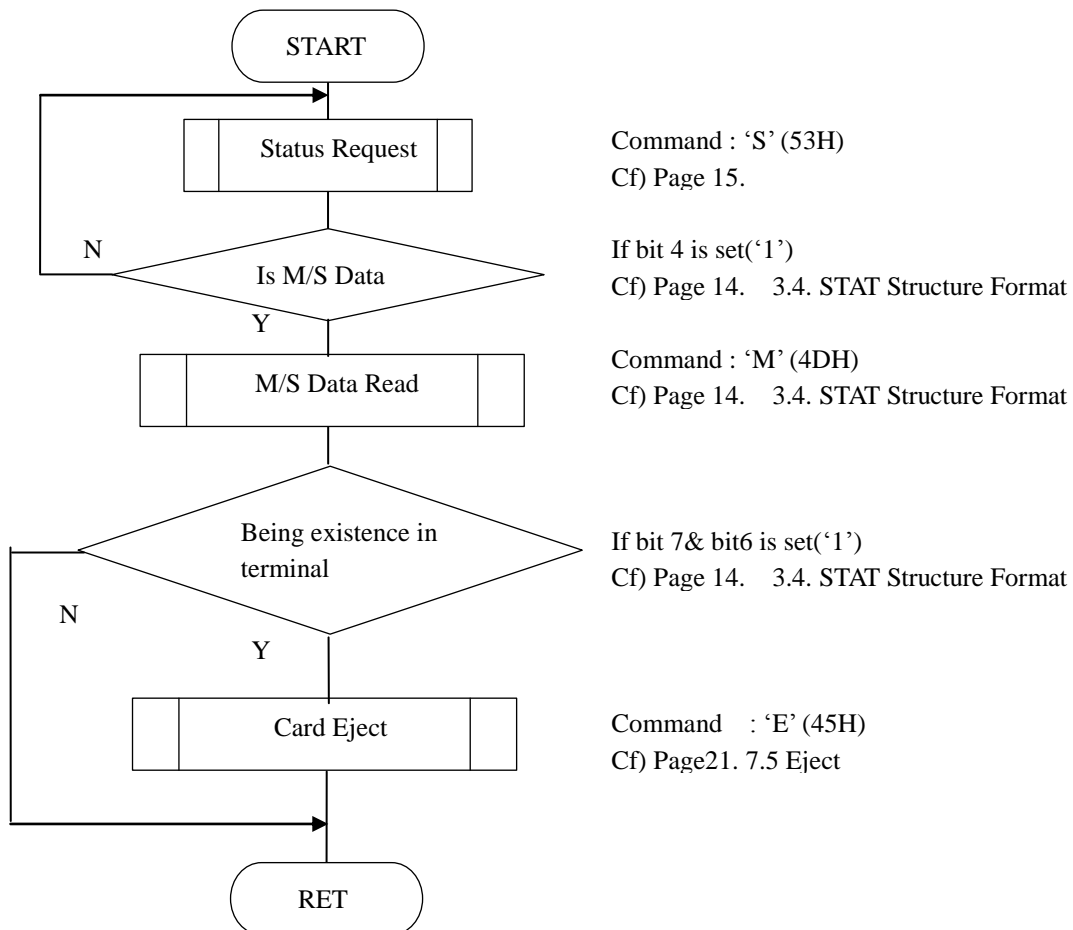 START
Status Request
Command : ‘S’ (53H)
Cf) Page 15.
N
Is M/S Data
If bit 4 is set(‘1’)
Cf) Page 14. 3.4. STAT Structure Format
Y
M/S Data Read
Command : ‘M’ (4DH)
Cf) Page 14. 3.4. STAT Structure Format
Being existence in
terminal
If bit 7& bit6 is set(‘1’)
Cf) Page 14. 3.4. STAT Structure Format
N
Y
Card Eject
Command : ‘E’ (45H)
Cf) Page21. 7.5 Eject
RET